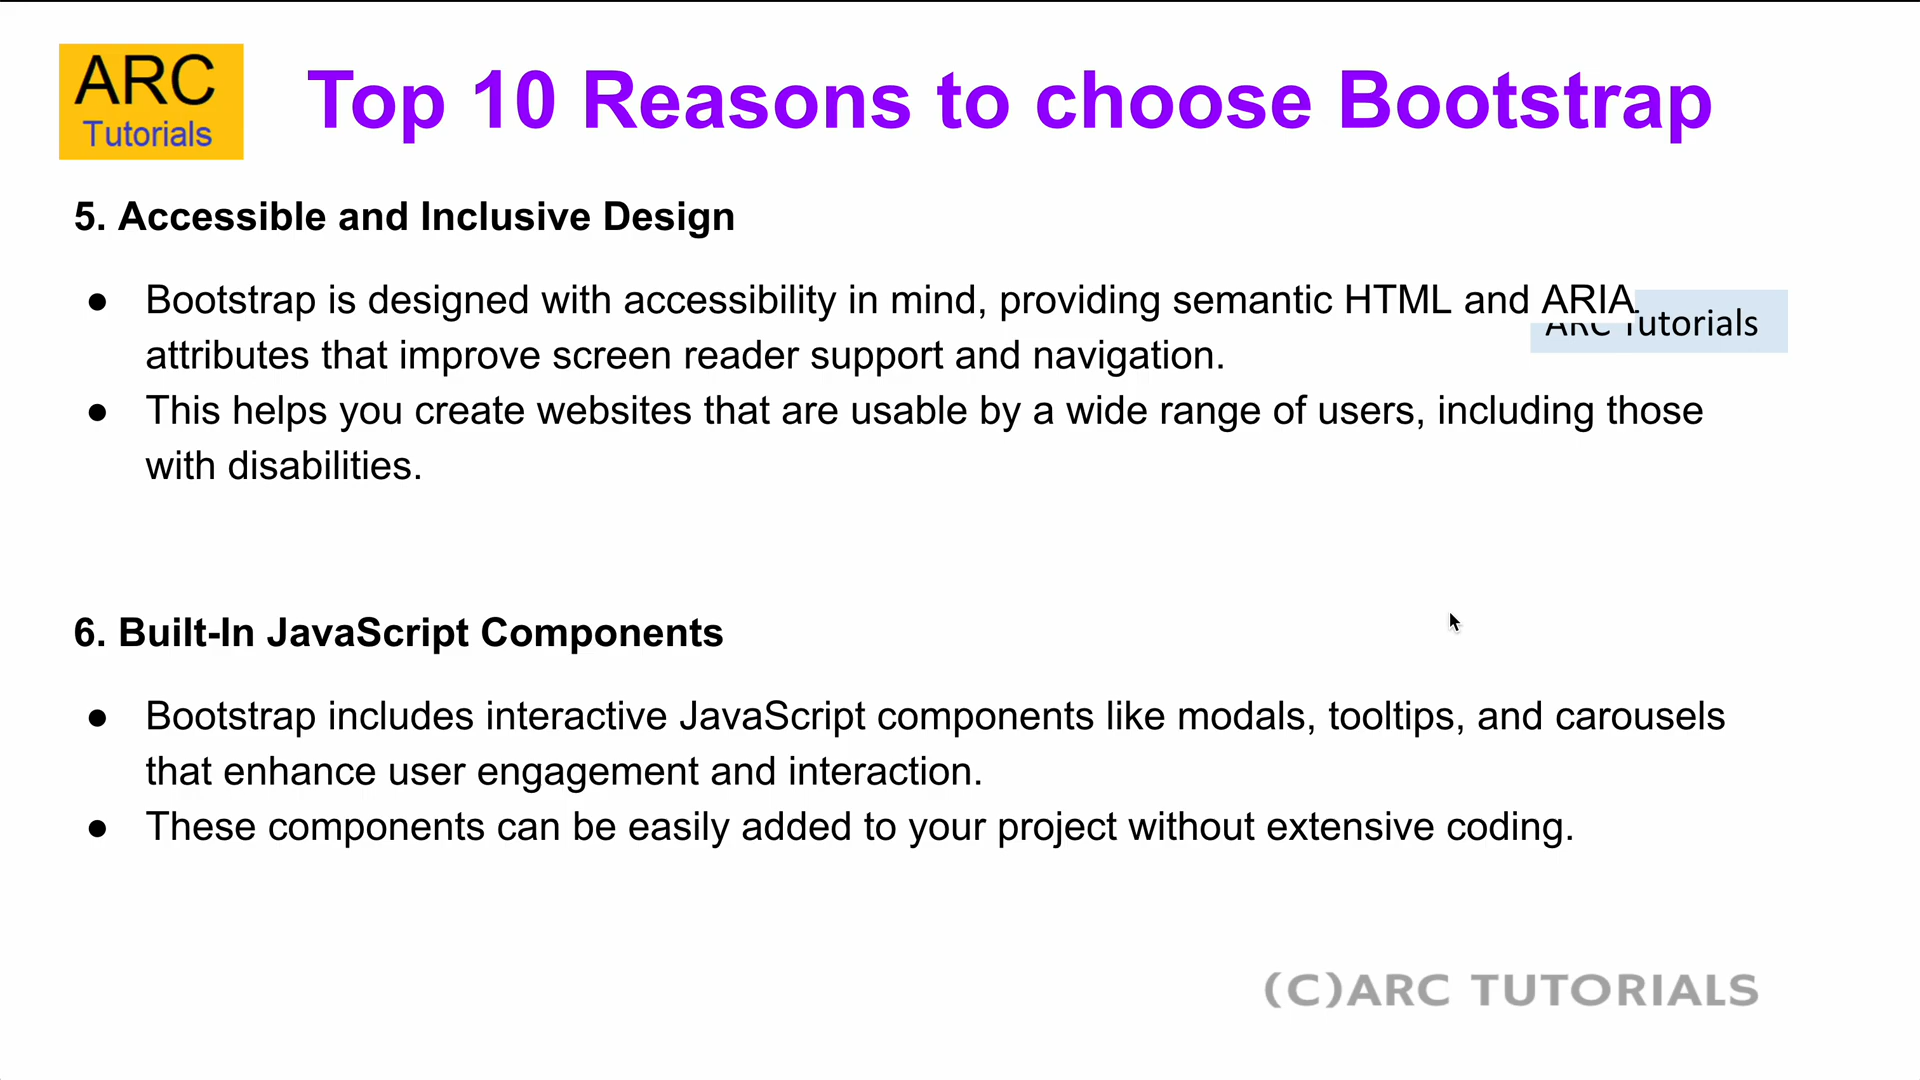 ARC
Tutorials
Top 10 Reasons to choose Bootstrap
5. Accessible and Inclusive Design
● Bootstrap is designed with accessibility in mind, providing semantic HTML and ARIA
ARC Tutorials
attributes that improve screen reader support and navigation.
● This helps you create websites that are usable by a wide range of users, including those
with disabilities.
6. Built-In JavaScript Components
● Bootstrap includes interactive JavaScript components like modals, tooltips, and carousels
that enhance user engagement and interaction.
● These components can be easily added to your project without extensive coding.
(C)ARC TUTORIALS